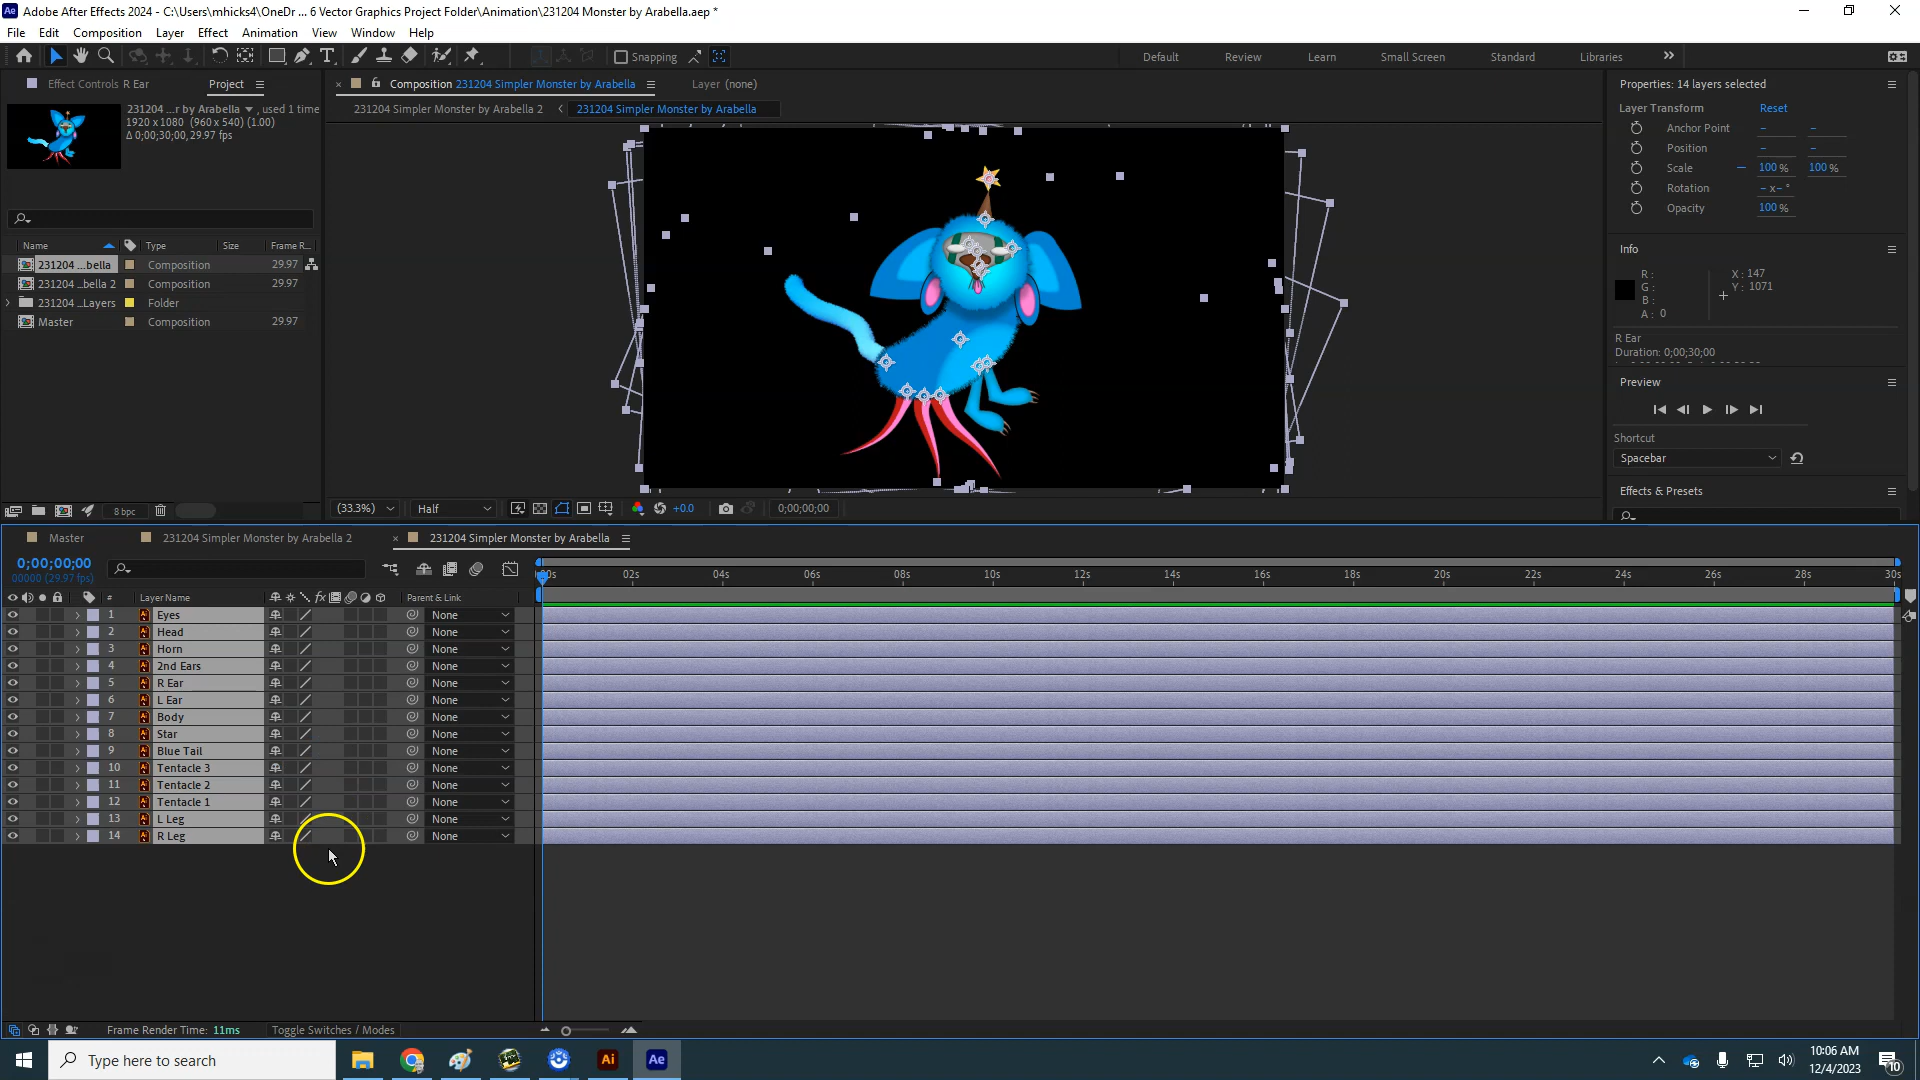 Adobe After Effects 2024 - C:\Users\mhicks4\OneDr ... 6 Vector Graphics Project Folder\Animation\231204 Monster by Arabella.aep *
File Edit Composition Layer Effect Animation View Window Help
Snapping Default Review Learn Small Screen Standard Libraries
Effect Controls R Ear Project
231204 ...r by Arabella , used 1 time
1920 x 1080 (960 x 540) (1.00)
Δ 0;00;30;00, 29.97 fps
Name Type Size Frame R...
231204 ...bella Composition 29.97
231204 ...bella 2 Composition 29.97
231204 ...Layers Folder
Master Composition 29.97
8 bpc
Composition 231204 Simpler Monster by Arabella Layer (none)
231204 Simpler Monster by Arabella 2 231204 Simpler Monster by Arabella
(33.3%) Half +0.0 0;00;00;00
Properties: 14 layers selected
Layer Transform Reset
Anchor Point – –
Position – –
Scale 100 % 100 %
Rotation – x – °
Opacity 100 %
Info
R : X : 147
G : Y : 1071
B :
A : 0
R Ear
Duration: 0;00;30;00
Preview
Shortcut
Spacebar
Effects & Presets
Master 231204 Simpler Monster by Arabella 2 231204 Simpler Monster by Arabella
0;00;00;00
00000 (29.97 fps)
00s 02s 04s 06s 08s 10s 12s 14s 16s 18s 20s 22s 24s 26s 28s 30s
# Layer Name fx Parent & Link
1 Eyes None
2 Head None
3 Horn None
4 2nd Ears None
5 R Ear None
6 L Ear None
7 Body None
8 Star None
9 Blue Tail None
10 Tentacle 3 None
11 Tentacle 2 None
12 Tentacle 1 None
13 L Leg None
14 R Leg None
Frame Render Time: 11ms Toggle Switches / Modes
Type here to search
Ai Ae
10:06 AM
12/4/2023
10